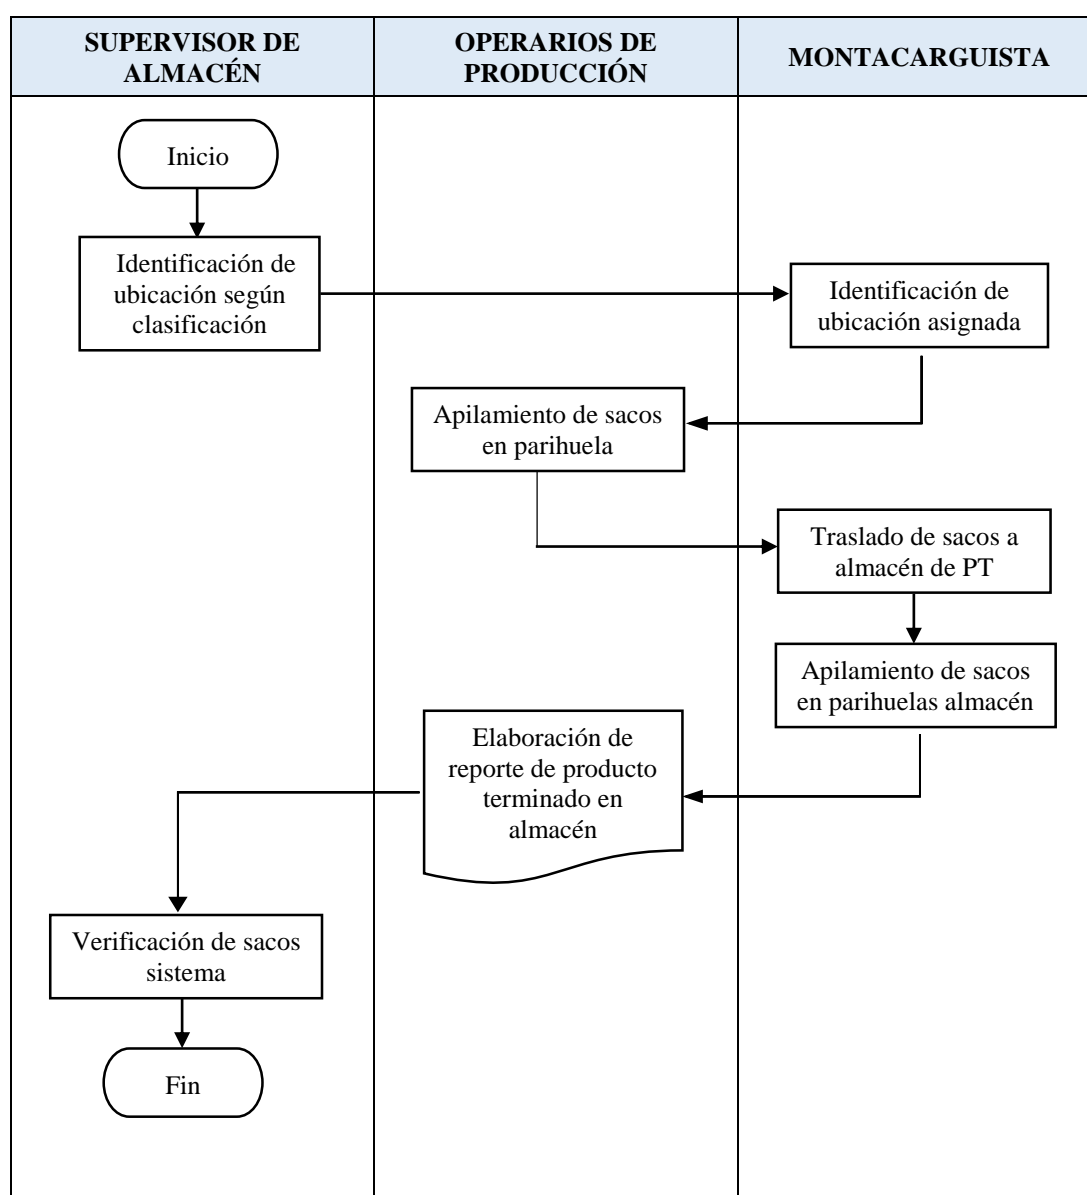 SUPERVISOR DE
ALMACÉN
OPERARIOS DE
PRODUCCIÓN
MONTACARGUISTA
Inicio
Identificación de
ubicación según
clasificación
Identificación de
ubicación asignada
Apilamiento de sacos
en parihuela
Traslado de sacos a
almacén de PT
Apilamiento de sacos
en parihuelas almacén
Elaboración de
reporte de producto
terminado en
almacén
Verificación de sacos
sistema
Fin